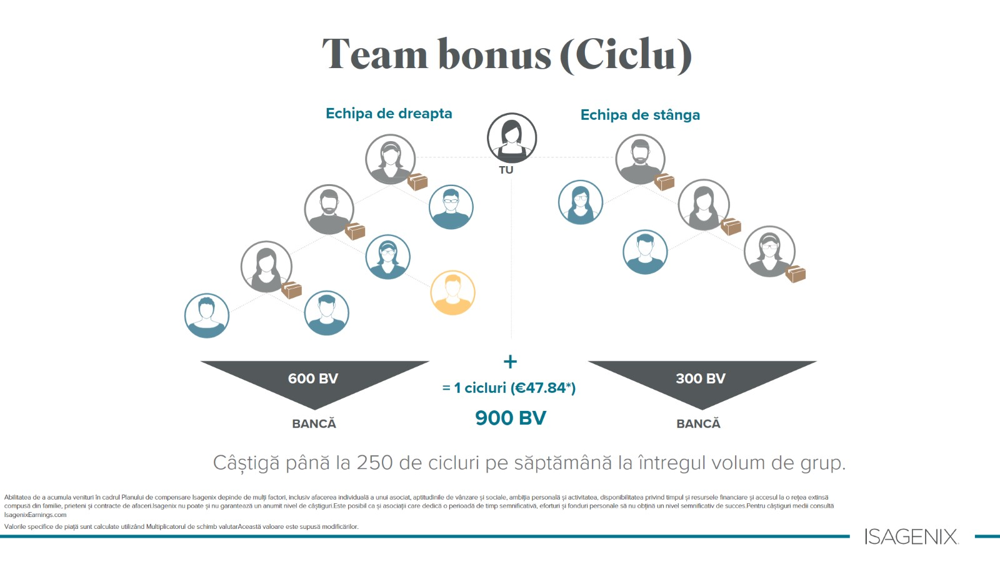 Team bonus (Ciclu)
Echipa de dreapta
Echipa de stânga
TU
600 BV
BANCĂ
+
= 1 cicluri (€47.84*)
900 BV
300 BV
BANCĂ
Câștigă până la 250 de cicluri pe săptămână la întregul volum de grup.
Abilitatea de a acumula venituri în cadrul Planului de compensare Isagenix depinde de mulți factori, inclusiv afacerea individuală a unui asociat, aptitudinile de vânzare și sociale, ambiția personală și activitatea, disponibilitatea privind timpul și resursele financiare și accesul la o rețea extinsă
compusă din familie, prieteni și contracte de afaceri.Isagenix nu poate și nu garantează un anumit nivel de câștiguri.Este posibil ca și asociații care dedică o perioadă de timp semnificativă, eforturi și fonduri personale să nu obțină un nivel semnificativ de succes.Pentru câștiguri medii consultă
IsagenixEarnings.com
Valorile specifice de piață sunt calculate utilizând Multiplicatorul de schimb valutarAceastă valoare este supusă modificărilor.
ISAGENIX